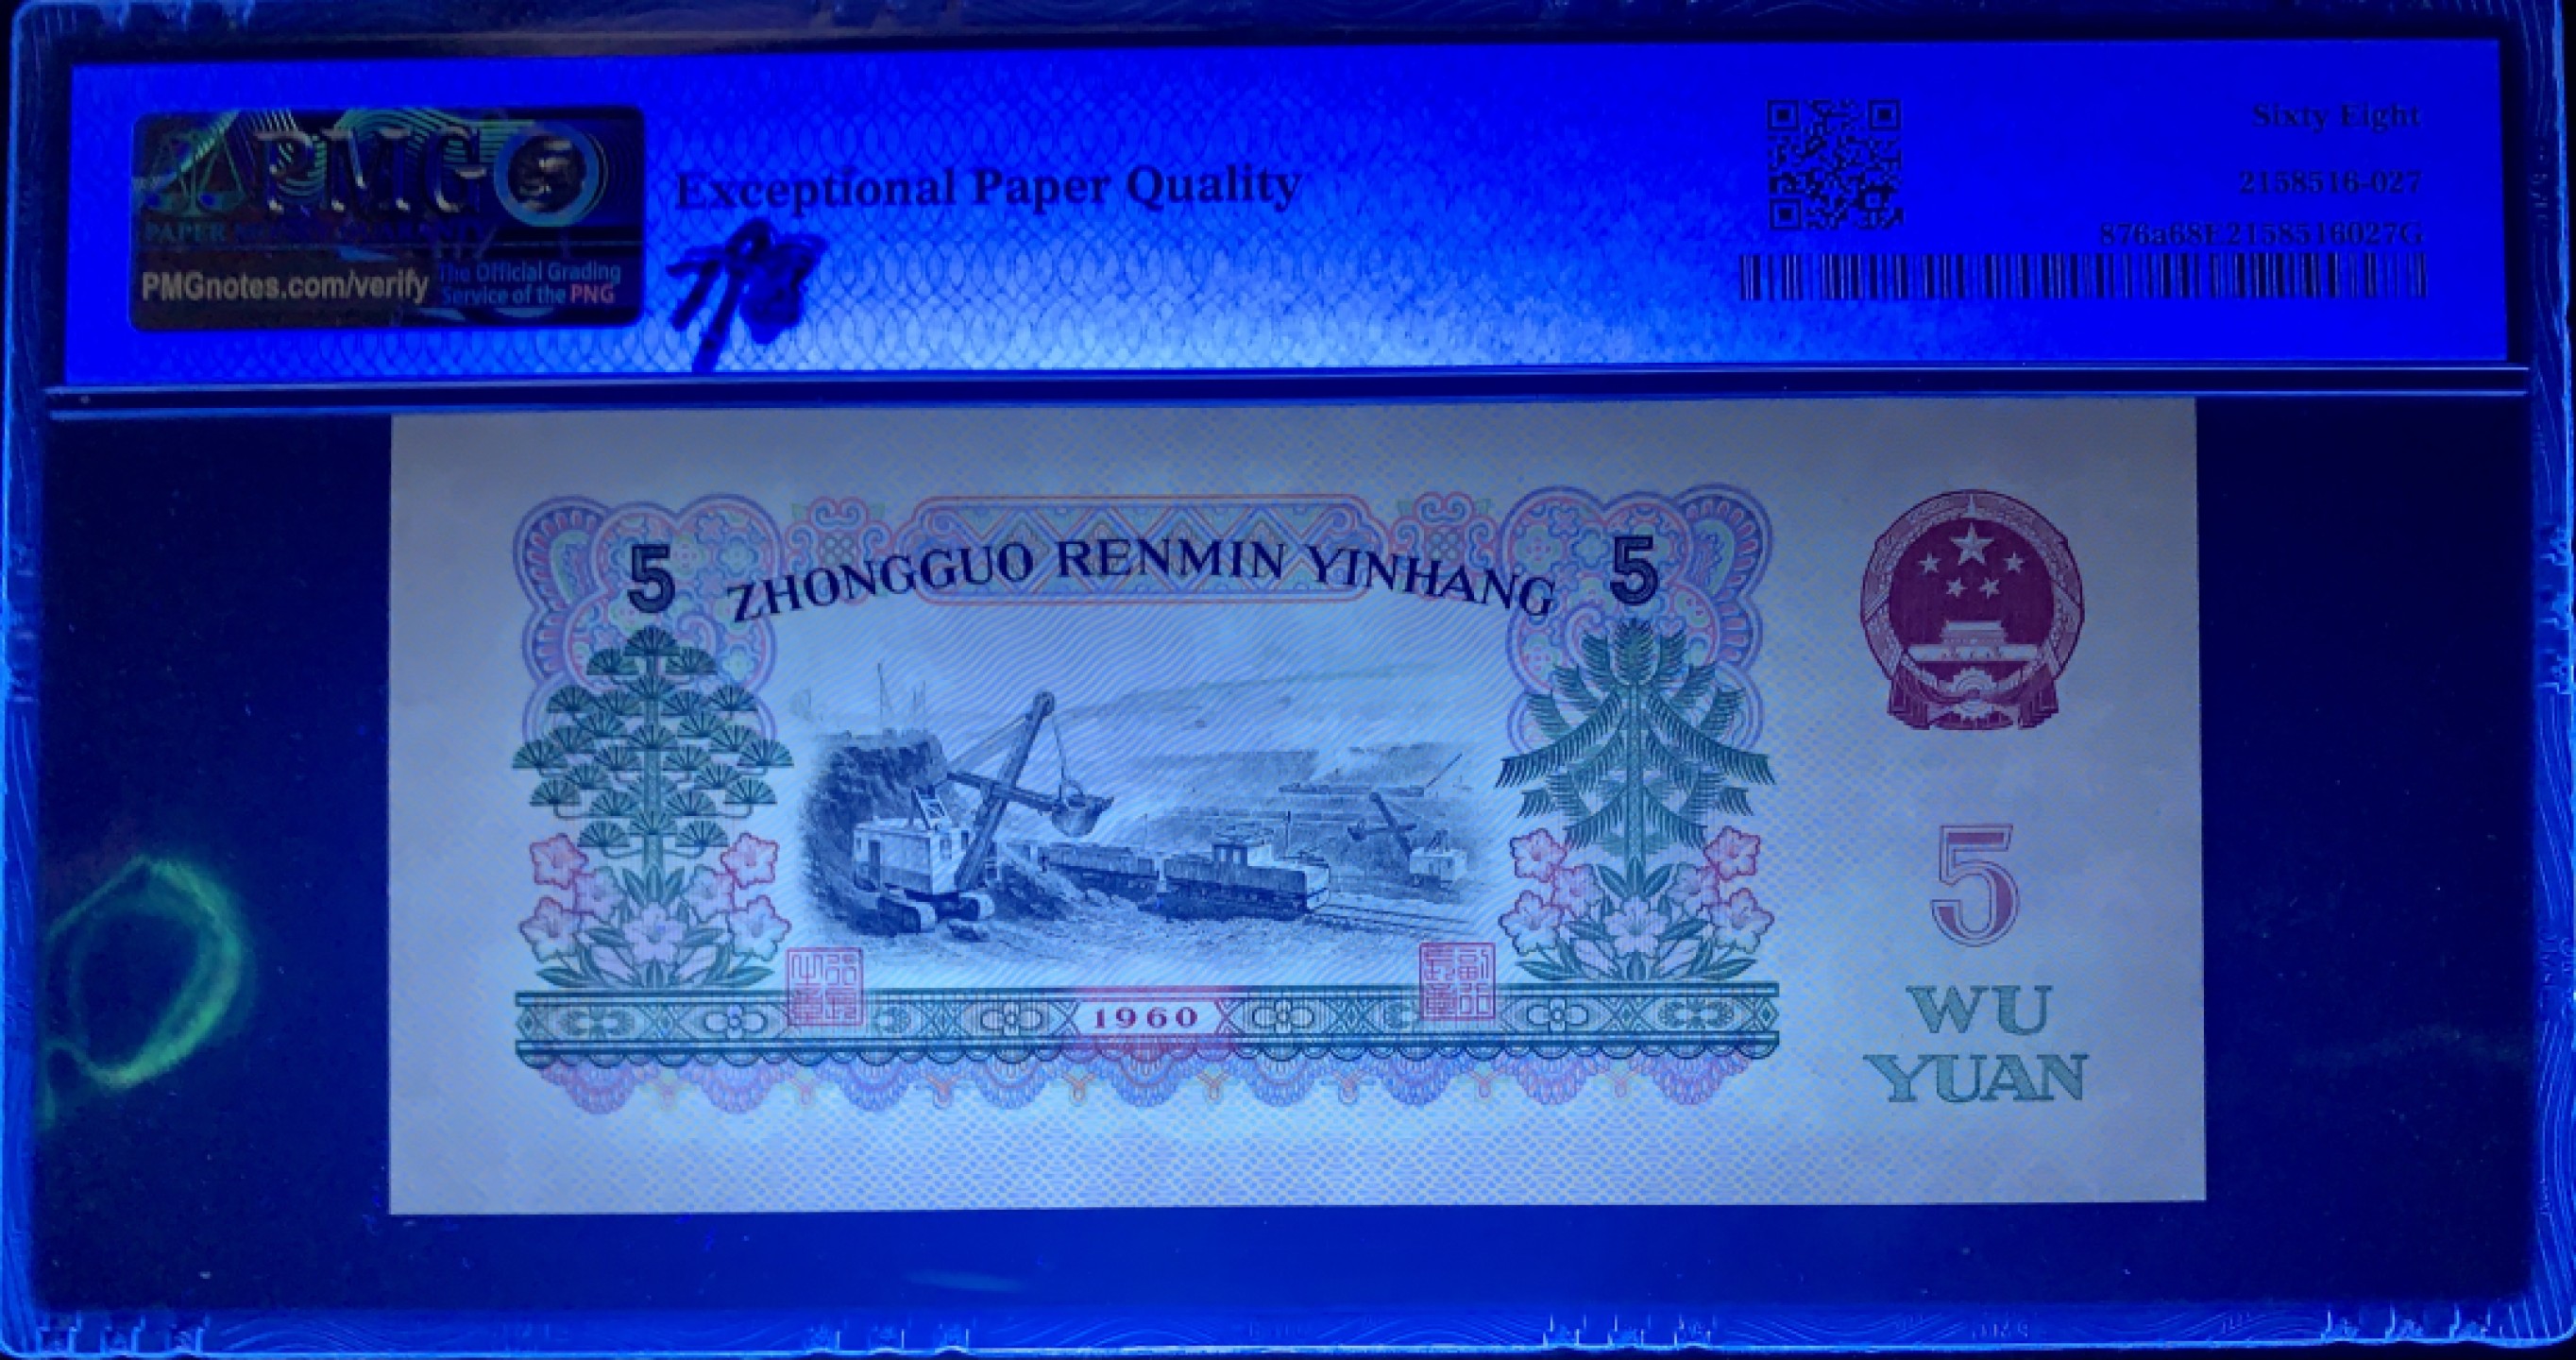 PMG
PAPER MONEY GUARANTY
PMGnotes.com/verify
The Official Grading
Service of the PNG
Exceptional Paper Quality
Sixty Eight
2158516-027
876a68E2158516027G
5 ZHONGGUO RENMIN YINHANG 5
1960
5
WU
YUAN